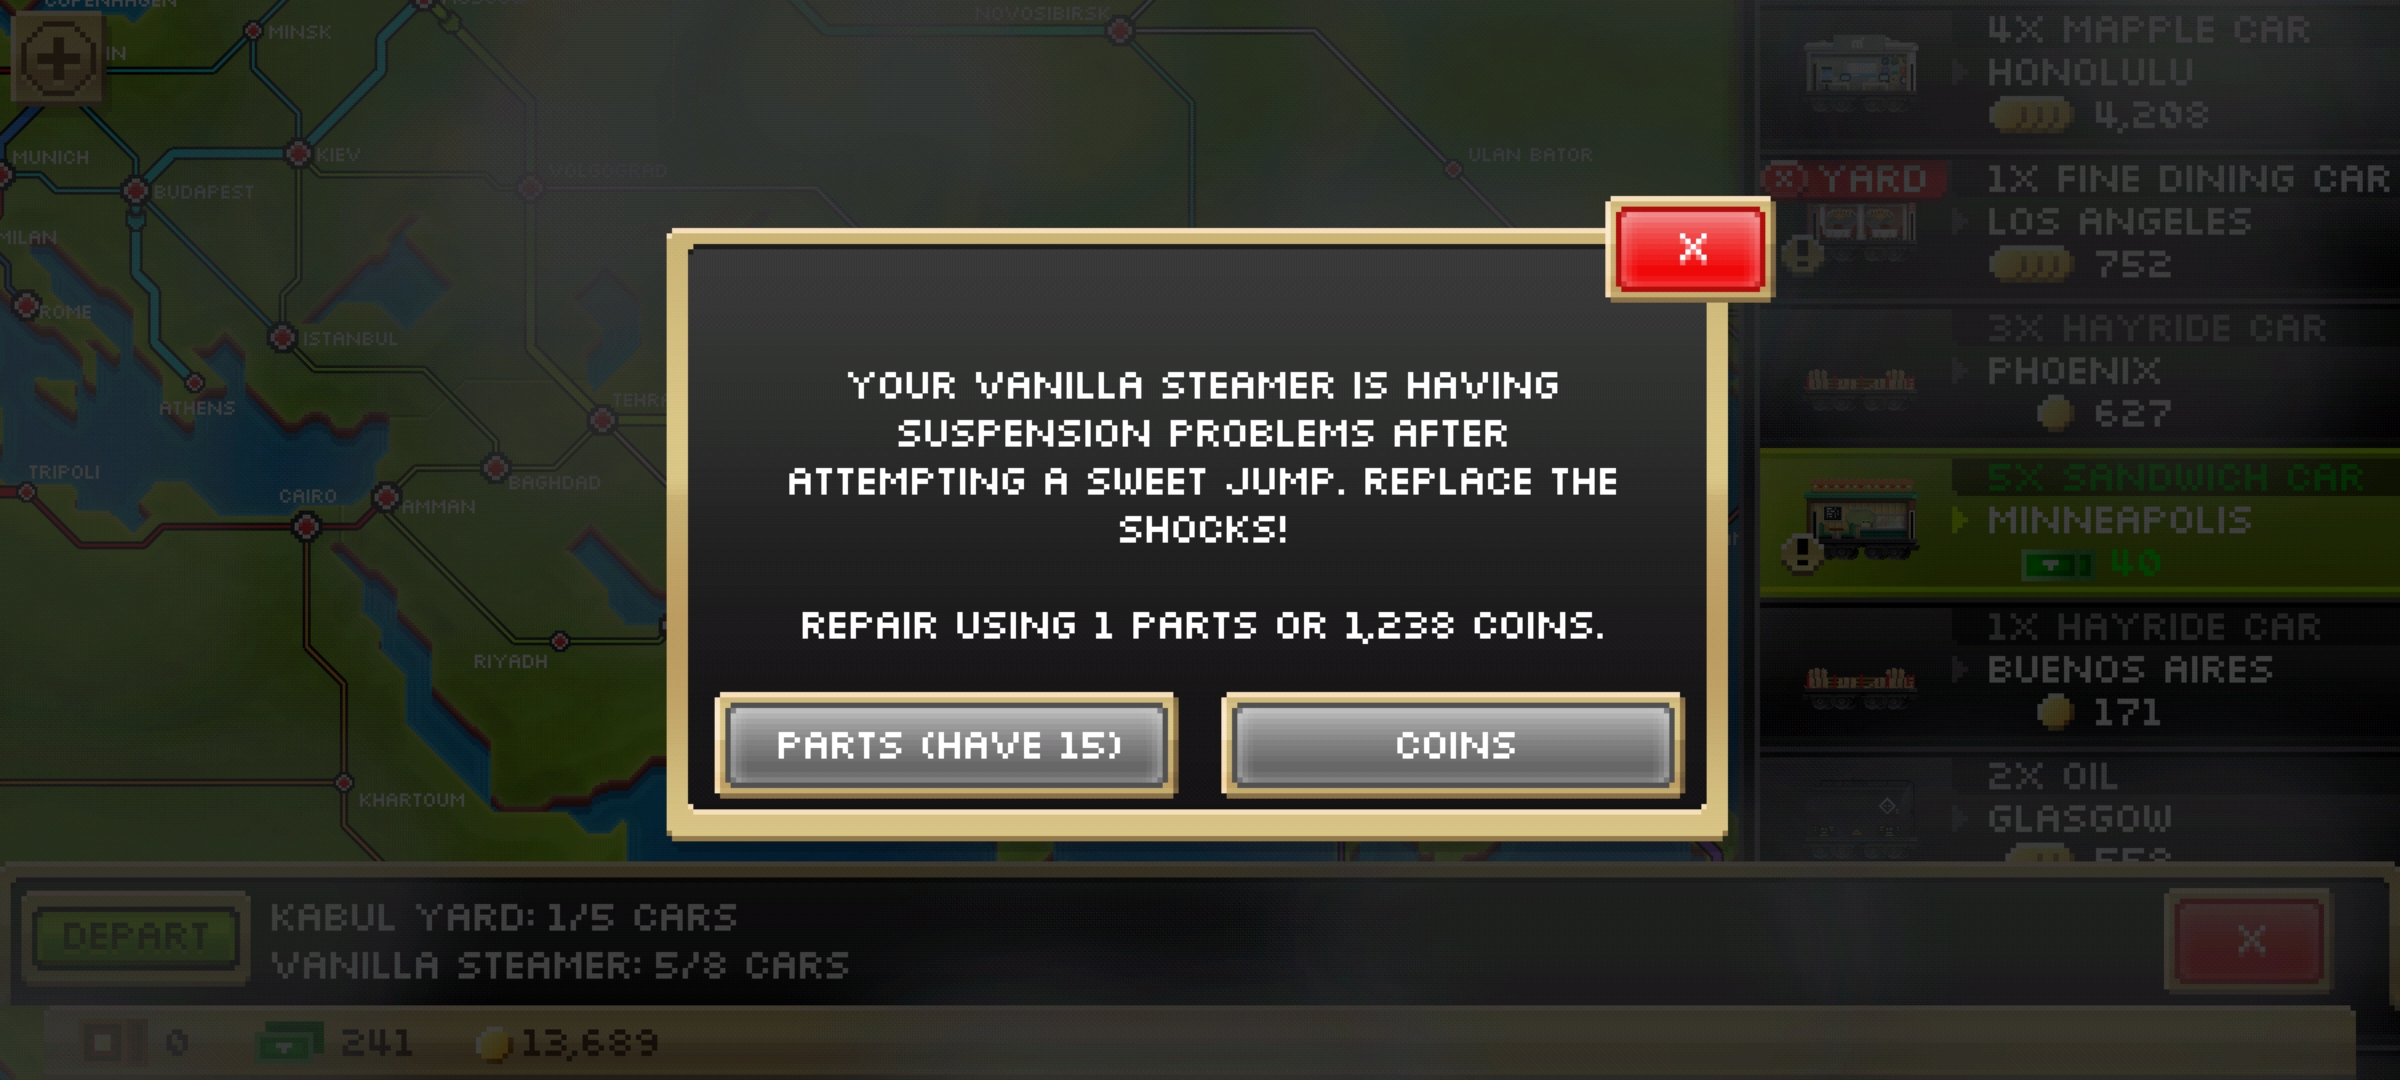 COPENHAGEN
MOSCOW
NOVOSIBIRSK
MINSK
IN
MUNICH
KIEV
BUDAPEST
VOLGOGRAD
ULAN BATOR
MILAN
ROME
ISTANBUL
ATHENS
TEHRA
TRIPOLI
CAIRO
AMMAN
BAGHDAD
RIYADH
KHARTOUM
4X MAPPLE CAR
HONOLULU
4,208
YARD
1X FINE DINING CAR
LOS ANGELES
752
3X HAYRIDE CAR
PHOENIX
627
5X SANDWICH CAR
MINNEAPOLIS
40
1X HAYRIDE CAR
BUENOS AIRES
171
2X OIL
GLASGOW
X
YOUR VANILLA STEAMER IS HAVING
SUSPENSION PROBLEMS AFTER
ATTEMPTING A SWEET JUMP. REPLACE THE
SHOCKS!
REPAIR USING 1 PARTS OR 1,238 COINS.
PARTS (HAVE 15)
COINS
DEPART
KABUL YARD: 1/5 CARS
VANILLA STEAMER: 5/8 CARS
X
0
241
13,689